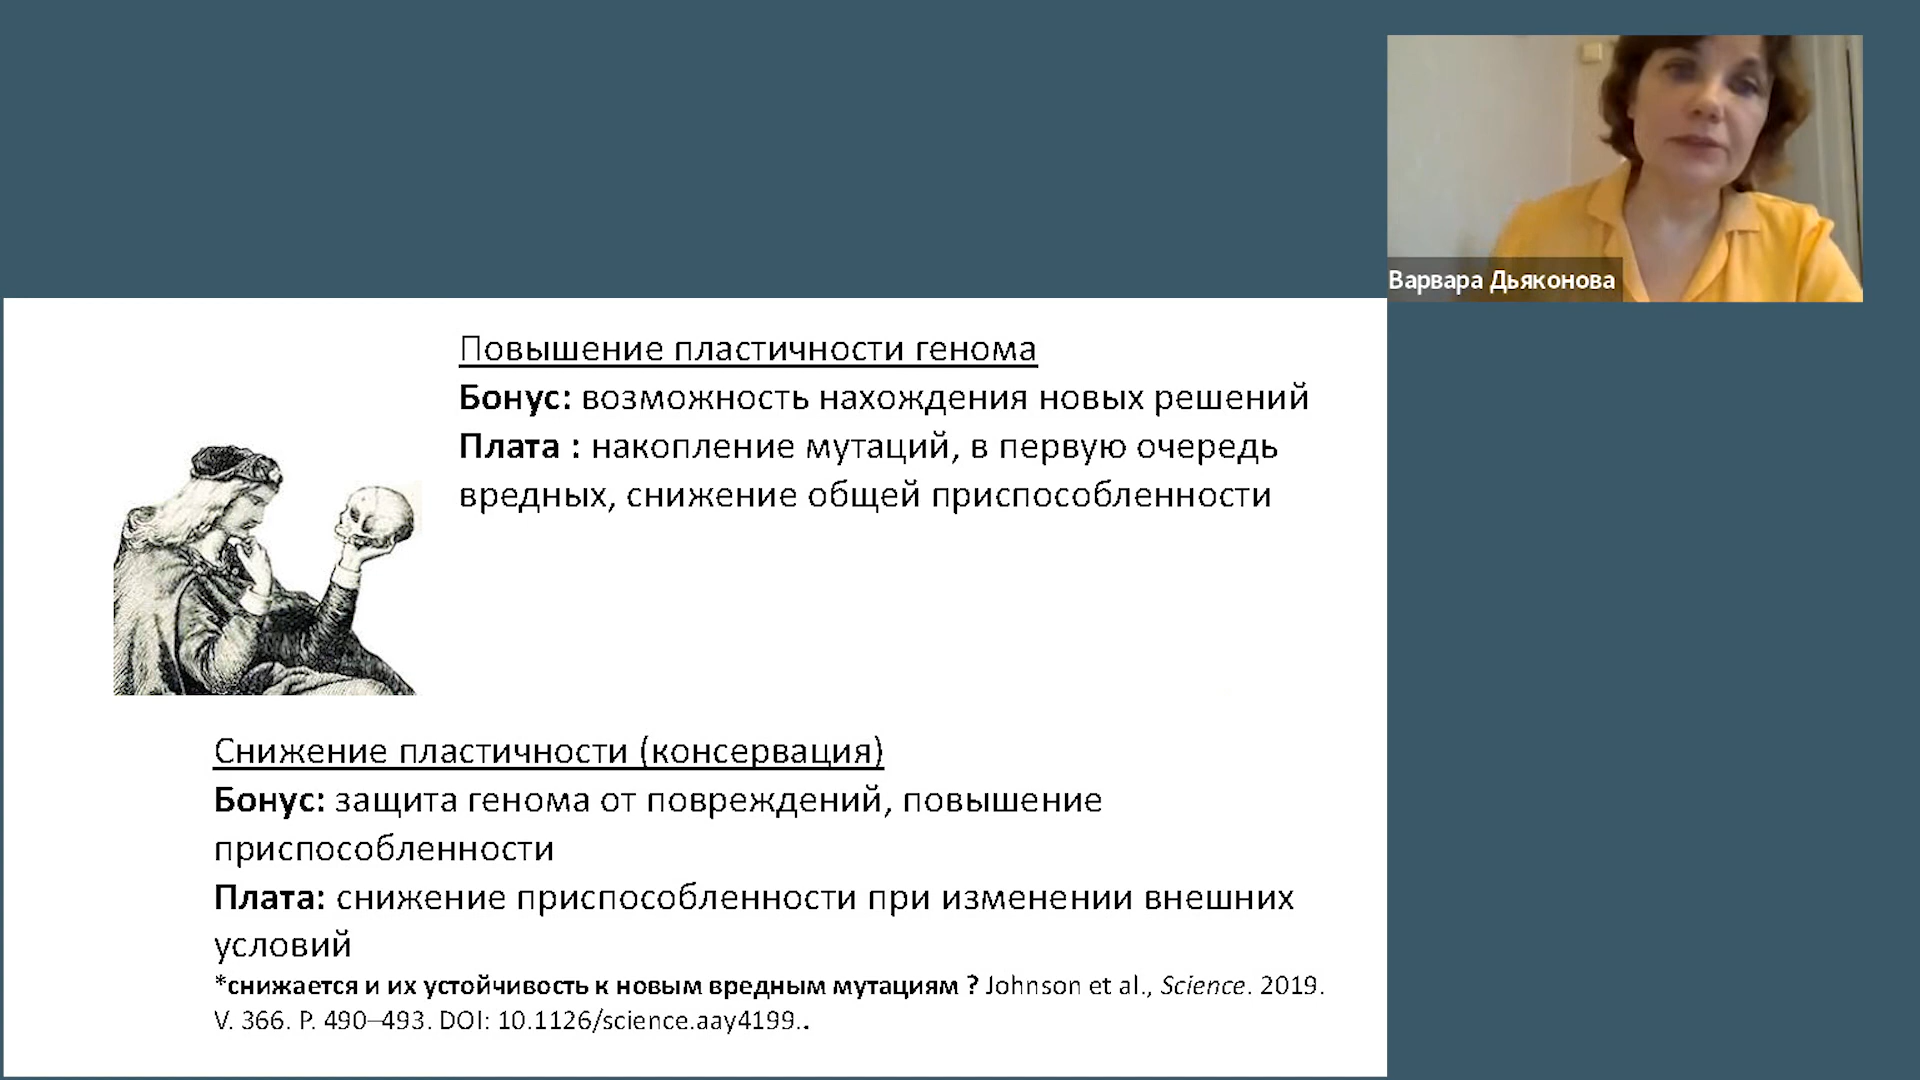 Варвара Дьяконова
Повышение пластичности генома
Бонус: возможность нахождения новых решений
Плата : накопление мутаций, в первую очередь
вредных, снижение общей приспособленности
Снижение пластичности (консервация)
Бонус: защита генома от повреждений, повышение
приспособленности
Плата: снижение приспособленности при изменении внешних
условий
*снижается и их устойчивость к новым вредным мутациям ? Johnson et al., Science. 2019.
V. 366. P. 490–493. DOI: 10.1126/science.aay4199..